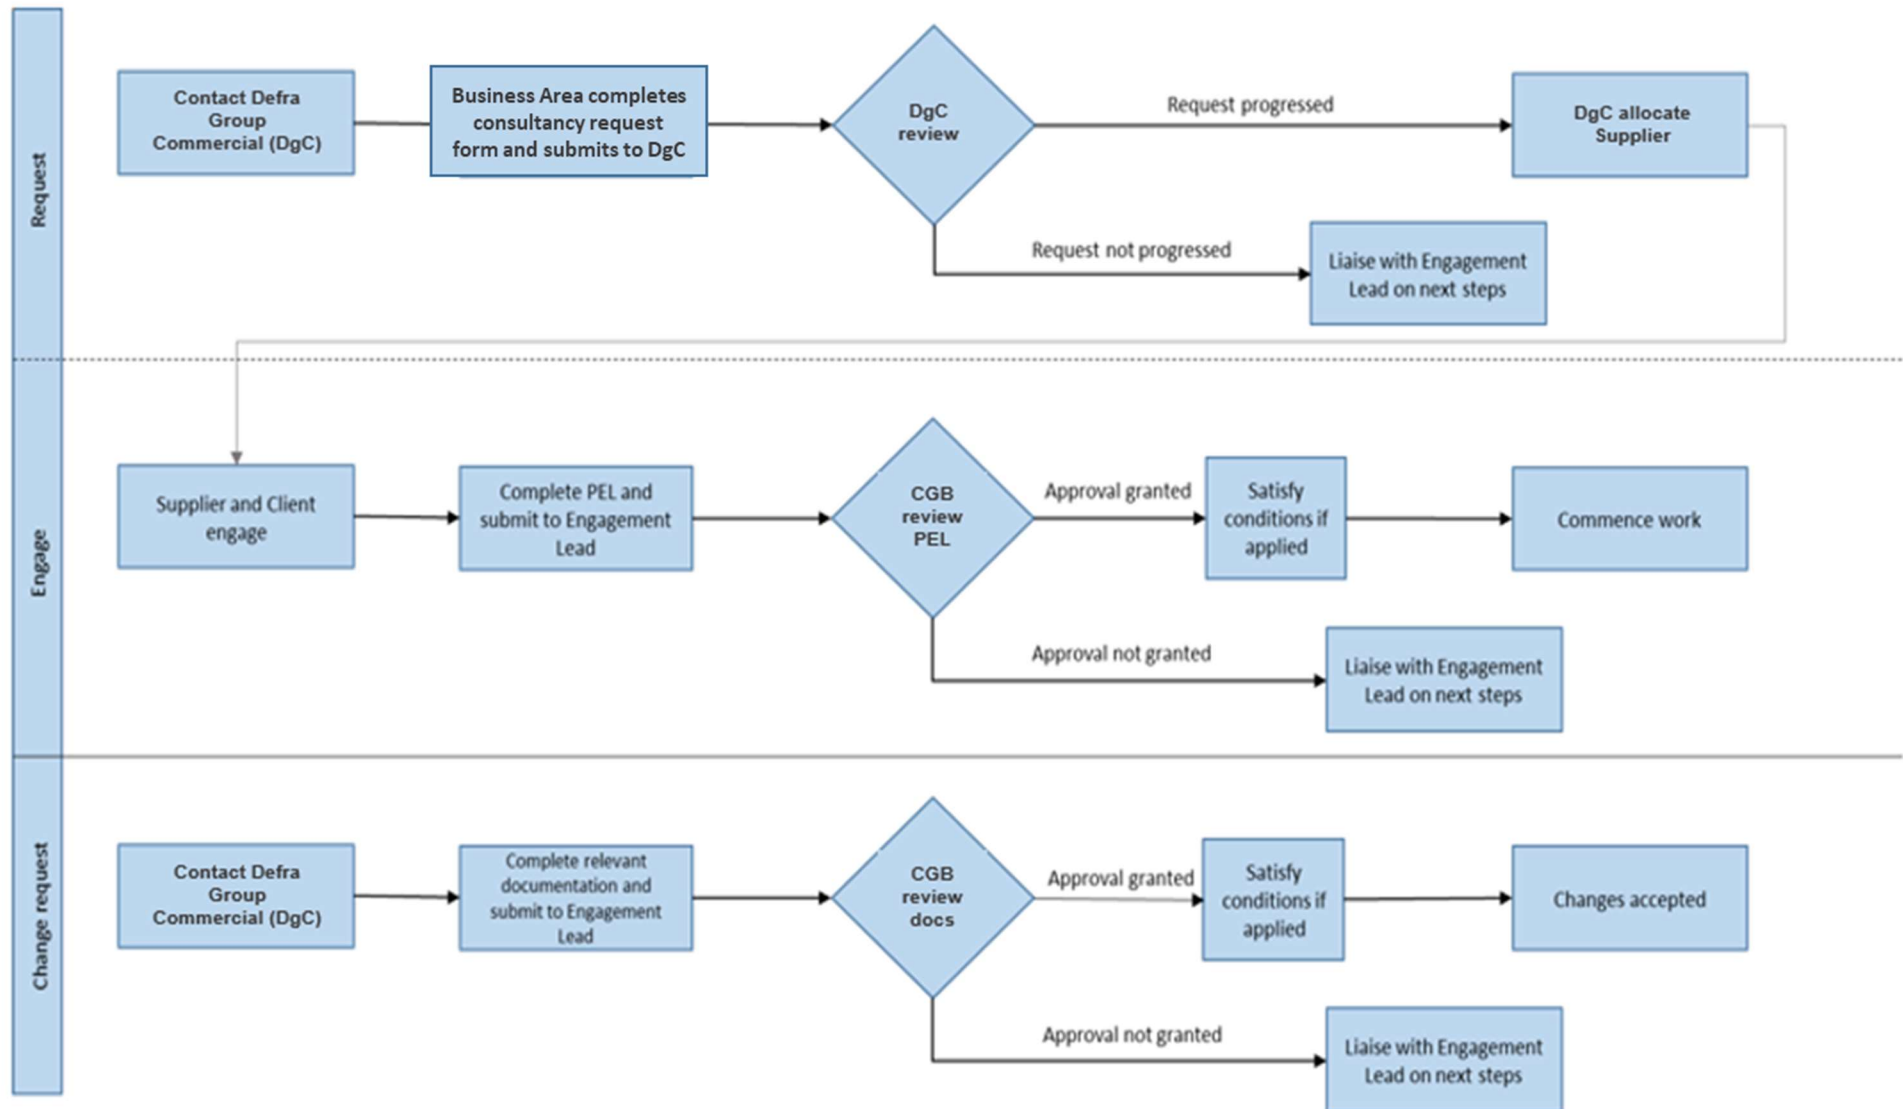 Request
Contact Defra
Group
Commercial (DgC)
Business Area completes
consultancy request
form and submits to DgC
DgC
review
Request progressed
DgC allocate
Supplier
Request not progressed
Liaise with Engagement
Lead on next steps
Engage
Supplier and Client
engage
Complete PEL and
submit to Engagement
Lead
CGB
review
PEL
Approval granted
Satisfy
conditions if
applied
Commence work
Approval not granted
Liaise with Engagement
Lead on next steps
Change request
Contact Defra
Group
Commercial (DgC)
Complete relevant
documentation and
submit to Engagement
Lead
CGB
review
docs
Approval granted
Satisfy
conditions if
applied
Changes accepted
Approval not granted
Liaise with Engagement
Lead on next steps